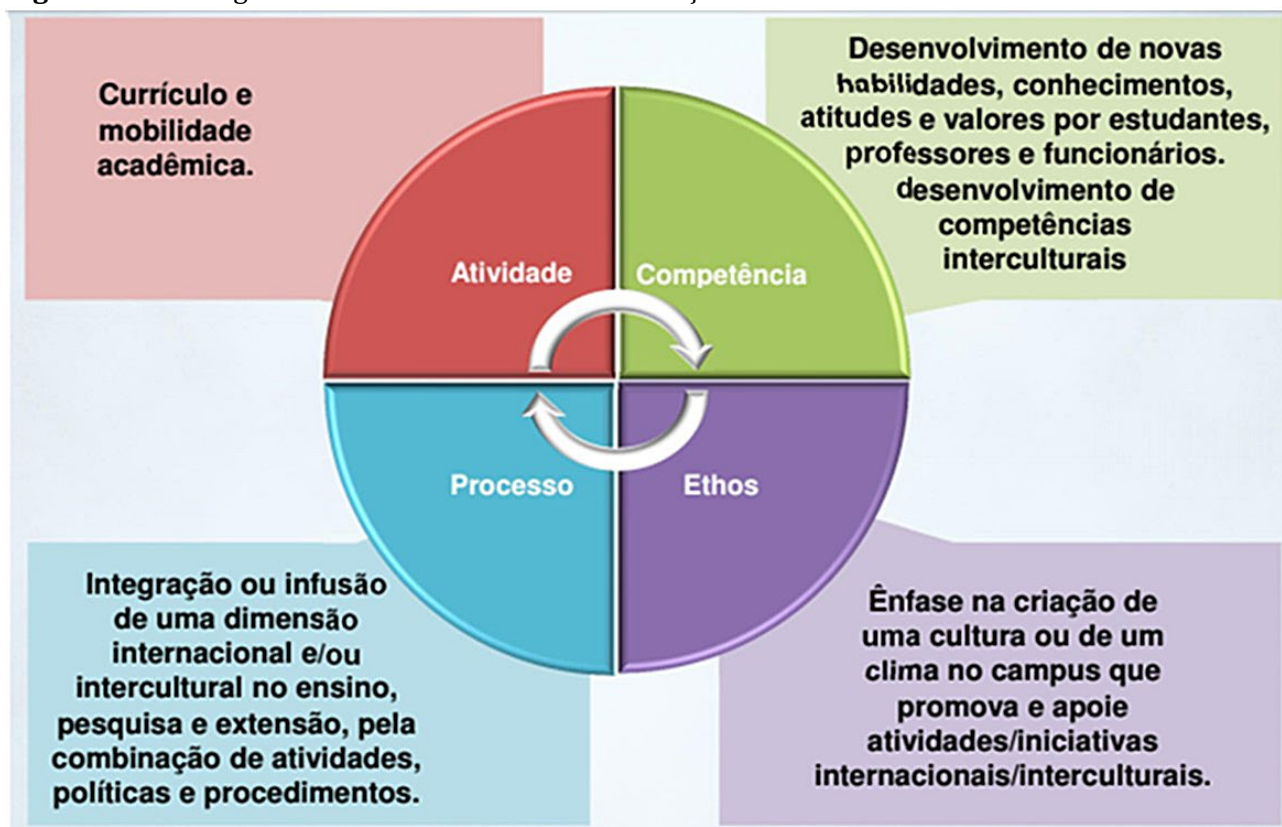 Currículo e
mobilidade
acadêmica.
Desenvolvimento de novas
habilidades, conhecimentos,
atitudes e valores por estudantes,
professores e funcionários.
desenvolvimento de
competências
interculturais
Atividade
Competência
Processo
Ethos
Integração ou infusão
de uma dimensão
internacional e/ou
intercultural no ensino,
pesquisa e extensão, pela
combinação de atividades,
políticas e procedimentos.
Ênfase na criação de
uma cultura ou de um
clima no campus que
promova e apoie
atividades/iniciativas
internacionais/interculturais.